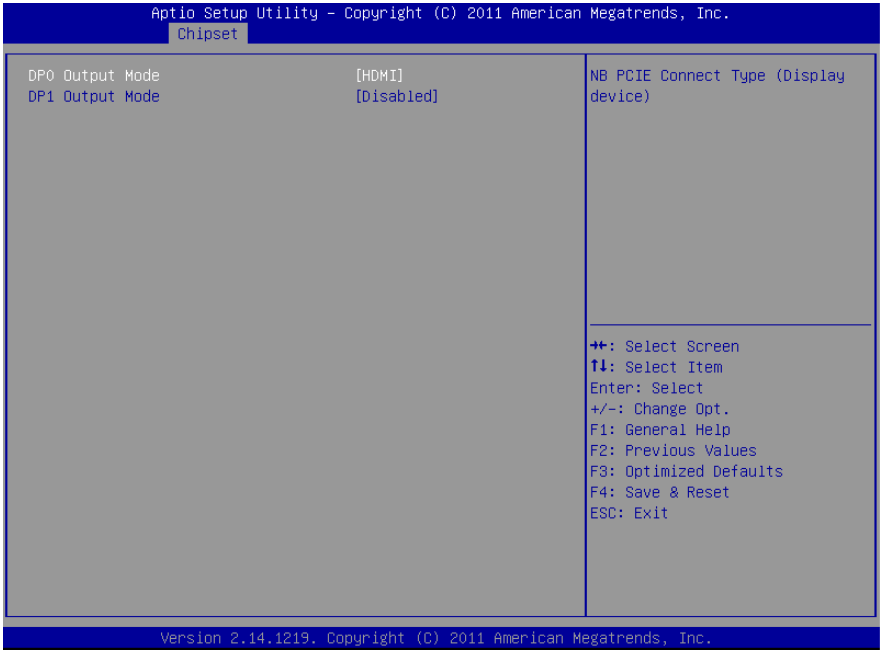 Aptio Setup Utility – Copyright (C) 2011 American Megatrends, Inc.
Chipset
DP0 Output Mode [HDMI]
DP1 Output Mode [Disabled]
NB PCIE Connect Type (Display
device)
→←: Select Screen
↑↓: Select Item
Enter: Select
+/-: Change Opt.
F1: General Help
F2: Previous Values
F3: Optimized Defaults
F4: Save & Reset
ESC: Exit
Version 2.14.1219. Copyright (C) 2011 American Megatrends, Inc.